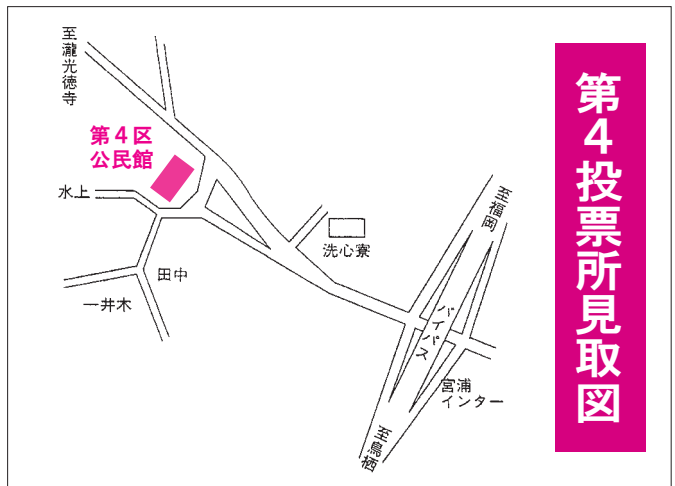 第4投票所見取図
至瀧光徳寺
第4区
公民館
水上
田中
一井木
洗心寮
至福岡
バイパス
宮浦
インター
至鳥栖